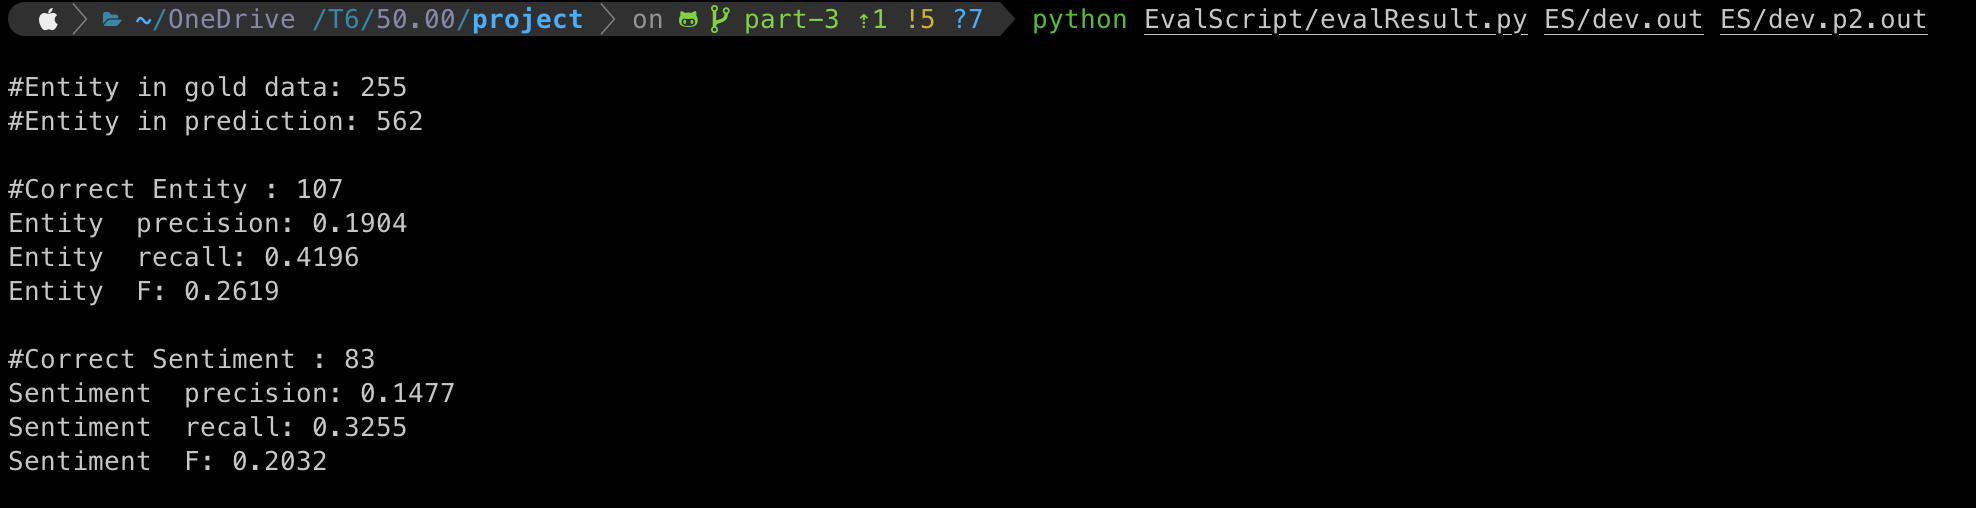 ~/OneDrive /T6/50.00/project on part-3 ⇡1 !5 ?7 python EvalScript/evalResult.py ES/dev.out ES/dev.p2.out
#Entity in gold data: 255
#Entity in prediction: 562
#Correct Entity : 107
Entity  precision: 0.1904
Entity  recall: 0.4196
Entity  F: 0.2619
#Correct Sentiment : 83
Sentiment  precision: 0.1477
Sentiment  recall: 0.3255
Sentiment  F: 0.2032